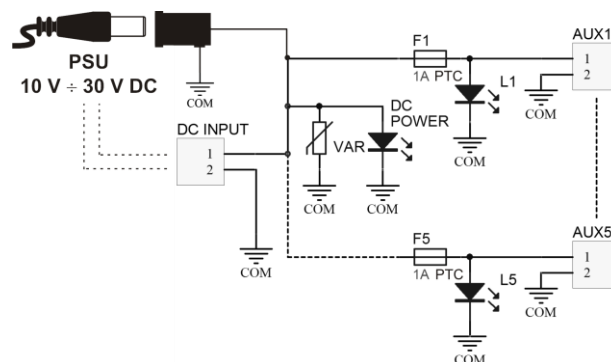 PSU
10 V ÷ 30 V DC
COM
DC INPUT
1
2
COM
VAR
COM
DC
POWER
COM
F1
1A PTC
L1
COM
AUX1
1
2
COM
F5
1A PTC
L5
COM
AUX5
1
2
COM